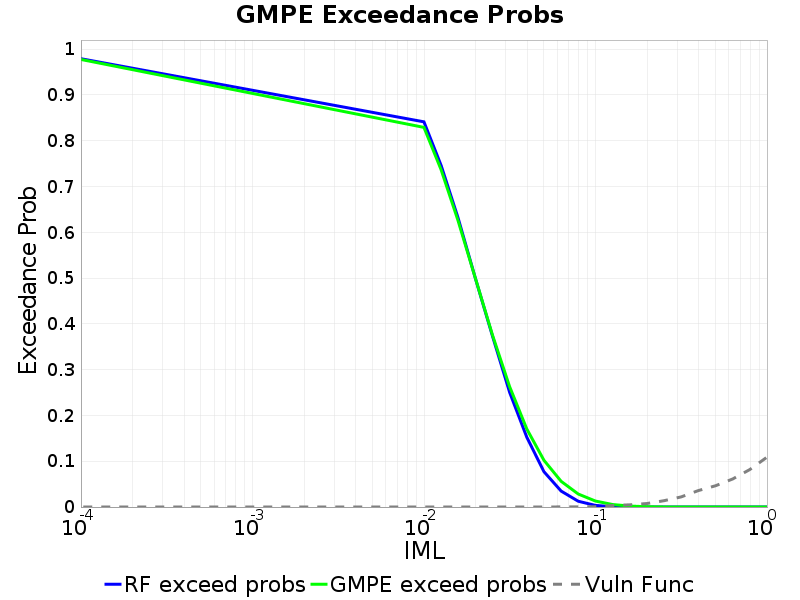 GMPE Exceedance Probs
Exceedance Prob
1
0.9
0.8
0.7
0.6
0.5
0.4
0.3
0.2
0.1
0
10^-4 10^-3 10^-2 10^-1 10^0
IML
RF exceed probs GMPE exceed probs Vuln Func